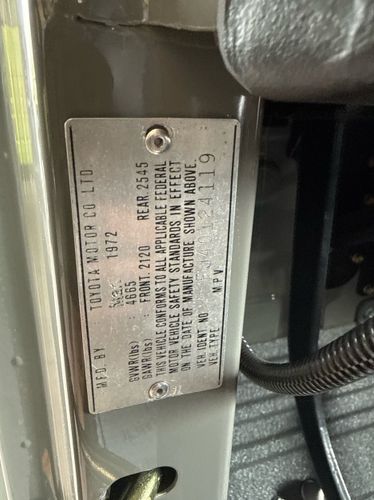 MFD. BY TOYOTA MOTOR CO LTD.
1972
GVWR(lbs) : 4665
GAWR(lbs) : FRONT. 2120 REAR. 2545
THIS VEHICLE CONFORMS TO ALL APPLICABLE FEDERAL
MOTOR VEHICLE SAFETY STANDARDS IN EFFECT
ON THE DATE OF MANUFACTURE SHOWN ABOVE.
VEH. IDENT NO
VEH. TYPE : M.P.V